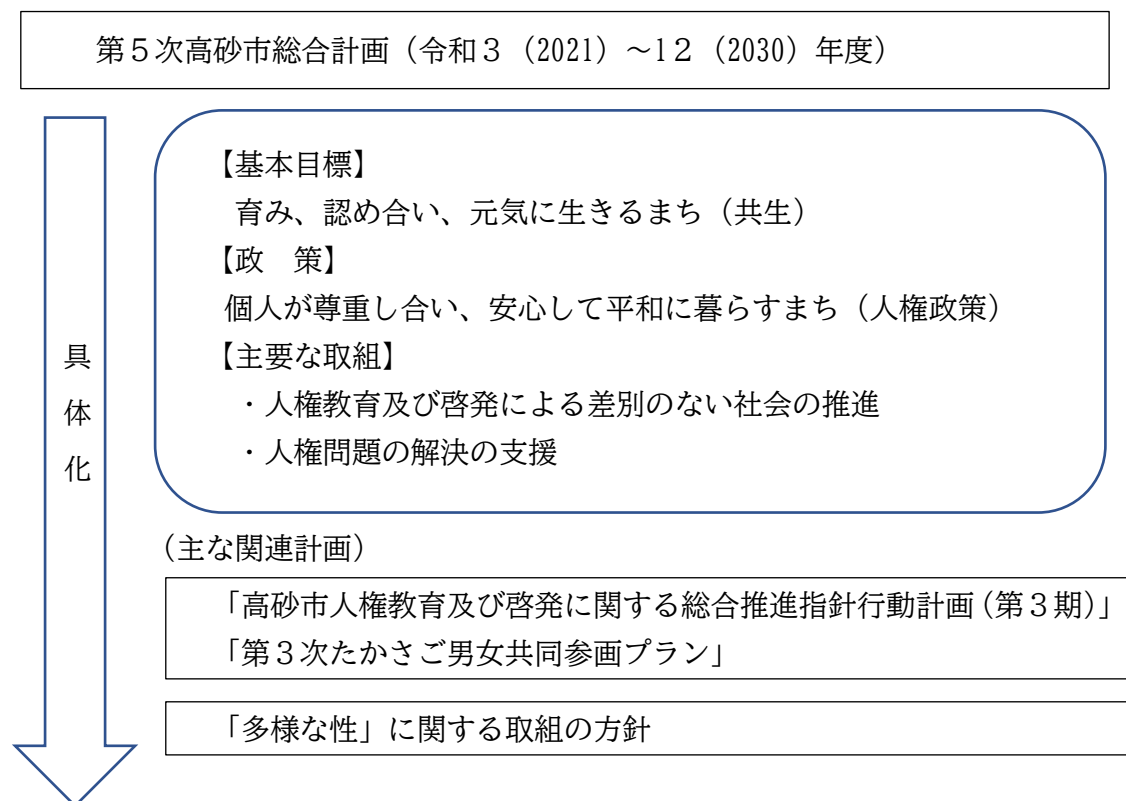 第５次高砂市総合計画（令和３（2021）～1２（2030）年度）
【基本目標】
育み、認め合い、元気に生きるまち（共生）
【政　策】
個人が尊重し合い、安心して平和に暮らすまち（人権政策）
【主要な取組】
・人権教育及び啓発による差別のない社会の推進
・人権問題の解決の支援
具体化
（主な関連計画）
「高砂市人権教育及び啓発に関する総合推進指針行動計画（第３期）」
「第３次たかさご男女共同参画プラン」
「多様な性」に関する取組の方針